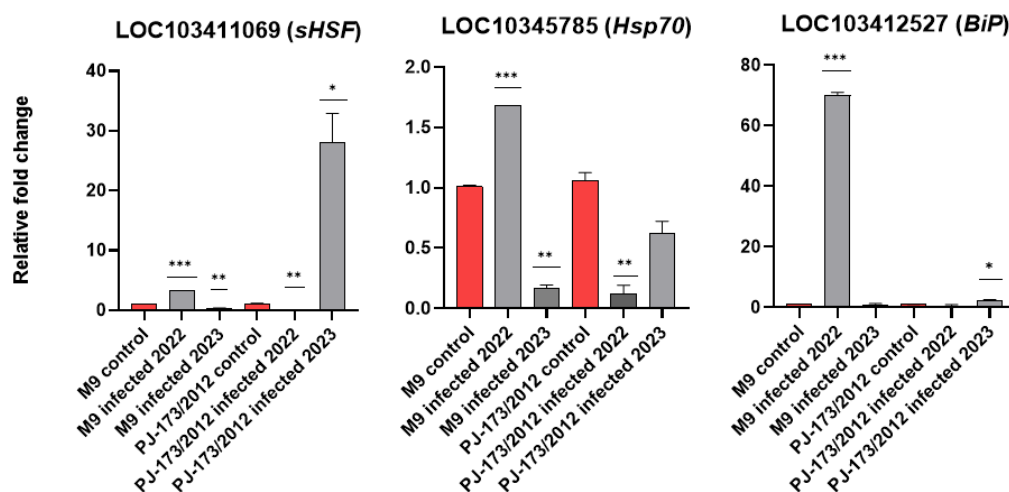 LOC103411069 (sHSF)
LOC10345785 (Hsp70)
LOC103412527 (BiP)
Relative fold change
40
30
20
10
0
***
**
**
*
M9 control
M9 infected 2022
M9 infected 2023
PJ-173/2012 control
PJ-173/2012 infected 2022
PJ-173/2012 infected 2023
2.0
1.5
1.0
0.5
0.0
***
**
**
M9 control
M9 infected 2022
M9 infected 2023
PJ-173/2012 control
PJ-173/2012 infected 2022
PJ-173/2012 infected 2023
80
60
40
20
0
***
*
M9 control
M9 infected 2022
M9 infected 2023
PJ-173/2012 control
PJ-173/2012 infected 2022
PJ-173/2012 infected 2023